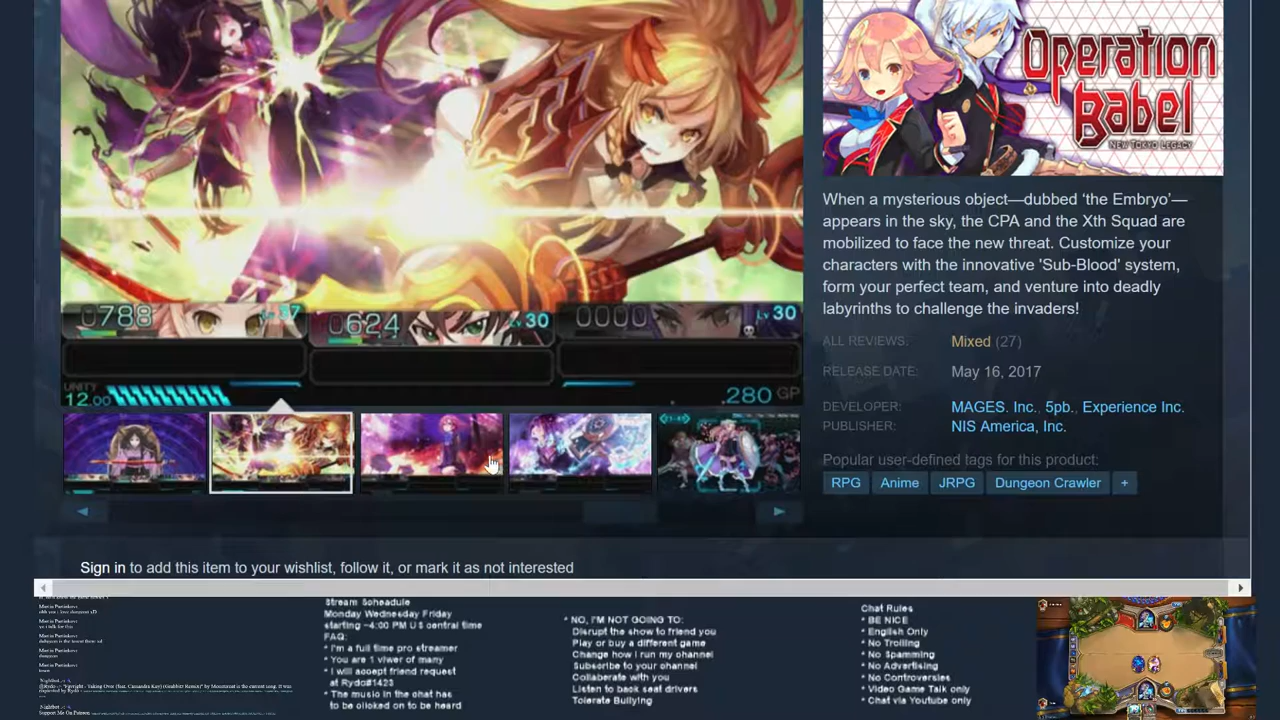 Operation
Babel
NEW TOKYO LEGACY
When a mysterious object—dubbed ‘the Embryo’—
appears in the sky, the CPA and the Xth Squad are
mobilized to face the new threat. Customize your
characters with the innovative 'Sub-Blood' system,
form your perfect team, and venture into deadly
labyrinths to challenge the invaders!
ALL REVIEWS: Mixed (27)
RELEASE DATE: May 16, 2017
DEVELOPER: MAGES. Inc., 5pb., Experience Inc.
PUBLISHER: NIS America, Inc.
Popular user-defined tags for this product:
RPG Anime JRPG Dungeon Crawler +
0788 Lv 37
0624 Lv 30
0000 Lv 30
UNITY
12.00
280 GP
Sign in to add this item to your wishlist, follow it, or mark it as not interested
Stream Scheadule
Monday Wednesday Friday
starting ~4:00 PM US central time
FAQ:
* I'm a full time pro streamer
* You are 1 viwer of many
* I will accept friend request
at Rydo#1423
* The music in the chat has
to be clicked on to be heard
* NO, I'M NOT GOING TO:
Disrupt the show to friend you
Play or buy a different game
Change how I run my channel
Subscribe to your channel
Collaborate with you
Listen to back seat drivers
Tolerate Bullying
Chat Rules
* BE NICE
* English Only
* No Trolling
* No Spamming
* No Advertising
* No Controversies
* Video Game Talk only
* Chat via Youtube only